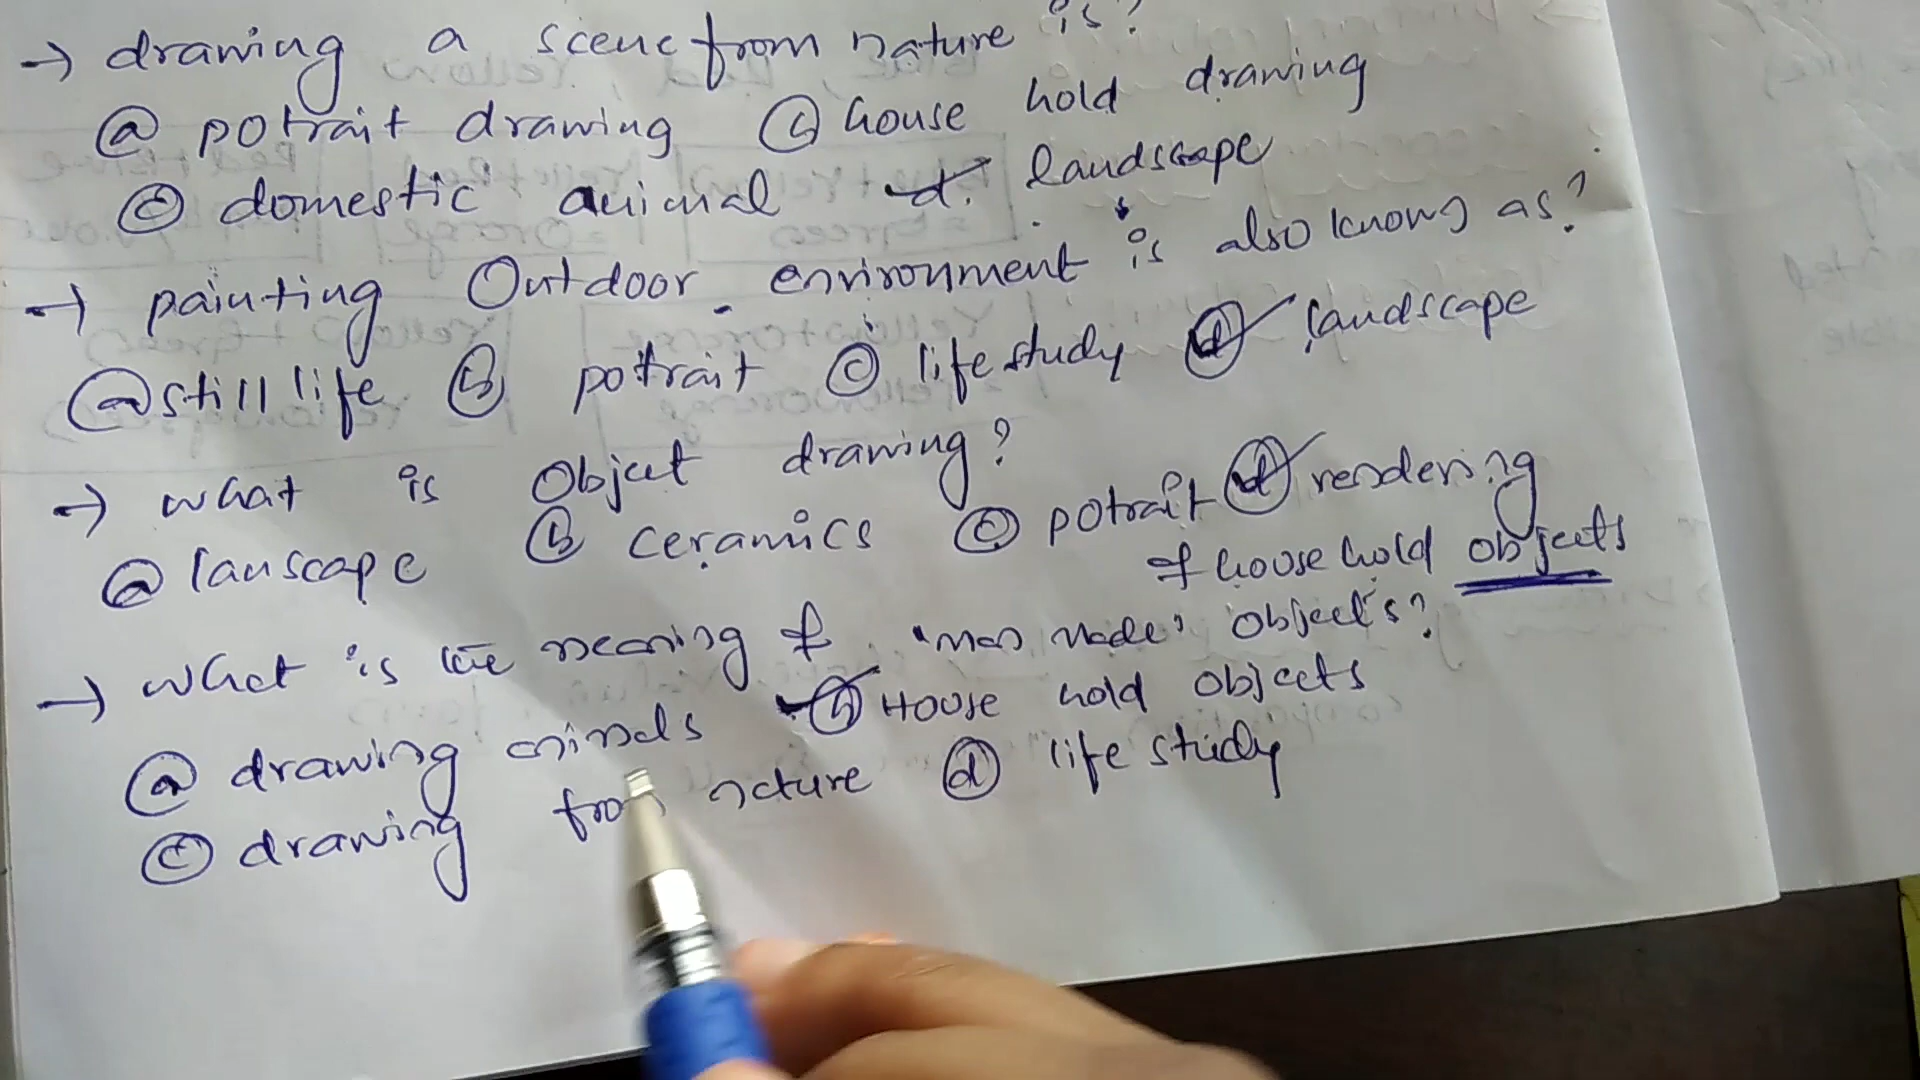 → drawing a scene from nature is?
ⓐ potrait drawing ⓑ house hold drawing
ⓒ domestic animal d. landscape
→ painting Outdoor environment is also known as?
ⓐ still life ⓑ potrait ⓒ life study ⓓ landscape
→ what is Object drawing?
ⓐ lanscape ⓑ ceramics ⓒ potrait ⓓ rendering
of house hold objects
→ what is the meaning of "man made" Object's?
ⓐ drawing animals ⓑ House hold objects
ⓒ drawing from nature ⓓ life study